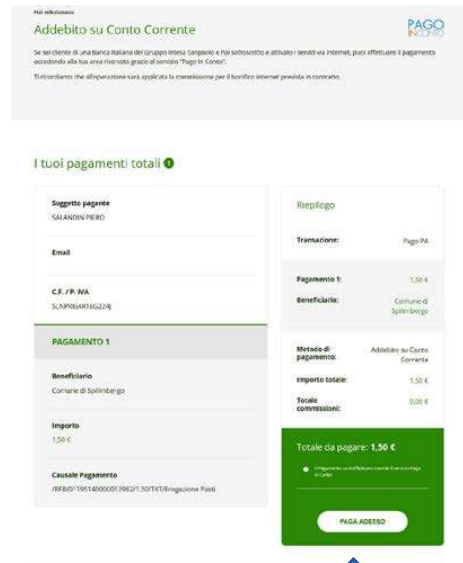 Hai selezionato:
Addebito su Conto Corrente
PAGO
INCONTO
Se sei cliente di una Banca italiana del Gruppo Intesa Sanpaolo e hai sottoscritto e attivato i servizi via internet, puoi effettuare il pagamento
accedendo alla tua area riservata grazie al servizio "Pago In Conto".
Ti ricordiamo che all'operazione sarà applicata la commissione per il bonifico internet prevista in contratto.
I tuoi pagamenti totali
Soggetto pagante
SALANDIN PIERO
Email
C.F. / P. IVA
PAGAMENTO 1
Beneficiario
Comune di Spilimbergo
Importo
1,50 €
Causale Pagamento
Riepilogo
Transazione: Pago PA
Pagamento 1: 1,50 €
Beneficiario: Comune di
Spilimbergo
Metodo di
pagamento: Addebito su Conto
Corrente
Importo totale: 1,50 €
Totale
commissioni: 0,00 €
Totale da pagare: 1,50 €
PAGA ADESSO